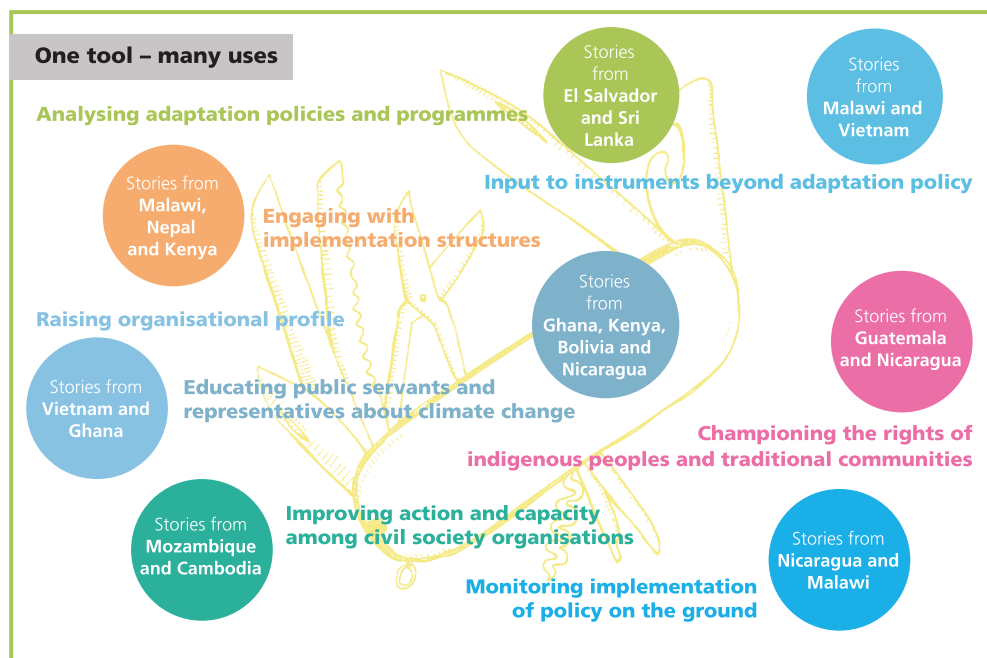 One tool – many uses
Analysing adaptation policies and programmes
Stories
from
El Salvador
and Sri
Lanka
Stories
from
Malawi and
Vietnam
Input to instruments beyond adaptation policy
Stories from
Malawi,
Nepal
and Kenya
Engaging with
implementation structures
Stories
from
Ghana, Kenya,
Bolivia and
Nicaragua
Educating public servants and
representatives about climate change
Raising organisational profile
Stories from
Vietnam and
Ghana
Stories from
Guatemala
and Nicaragua
Championing the rights of
indigenous peoples and traditional communities
Stories from
Mozambique
and Cambodia
Improving action and capacity
among civil society organisations
Monitoring implementation
of policy on the ground
Stories from
Nicaragua and
Malawi